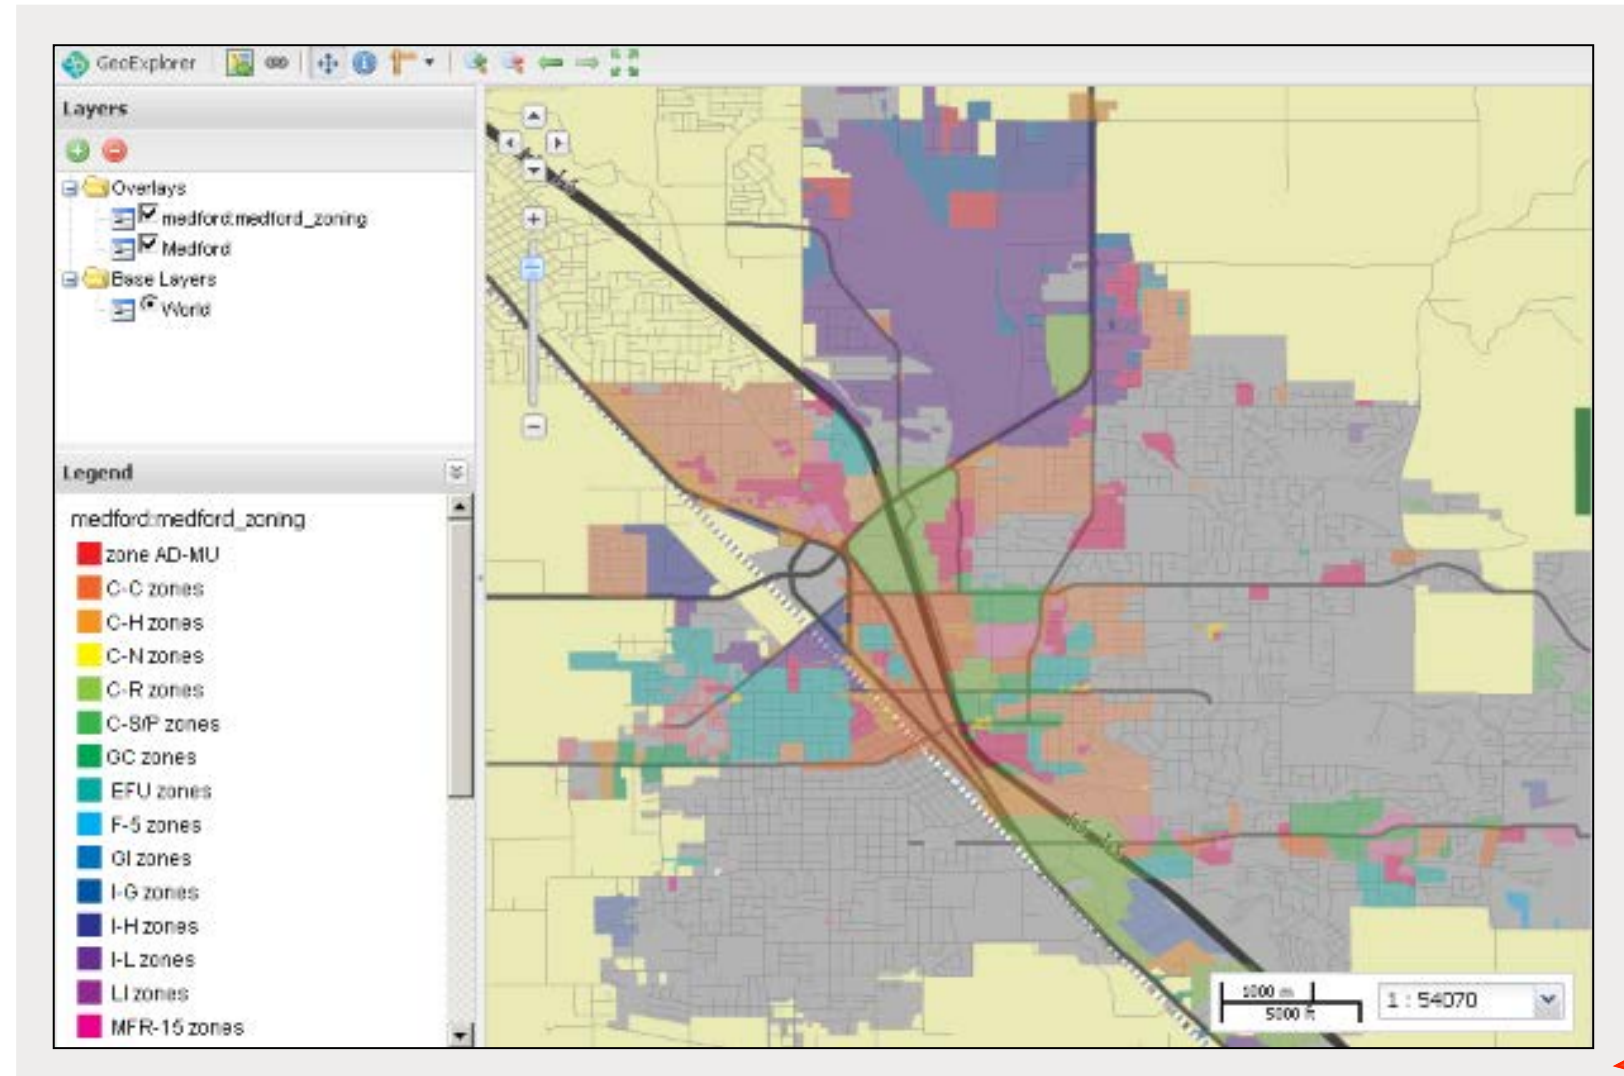 GeoExplorer
Layers
Overlays
medford:medford_zoning
Medford
Base Layers
World
Legend
medford:medford_zoning
zone AD-MU
C-C zones
C-H zones
C-N zones
C-R zones
C-S/P zones
GC zones
EFU zones
F-5 zones
GI zones
I-G zones
I-H zones
I-L zones
LI zones
MFR-15 zones
1000 m
5000 ft
1 : 54070